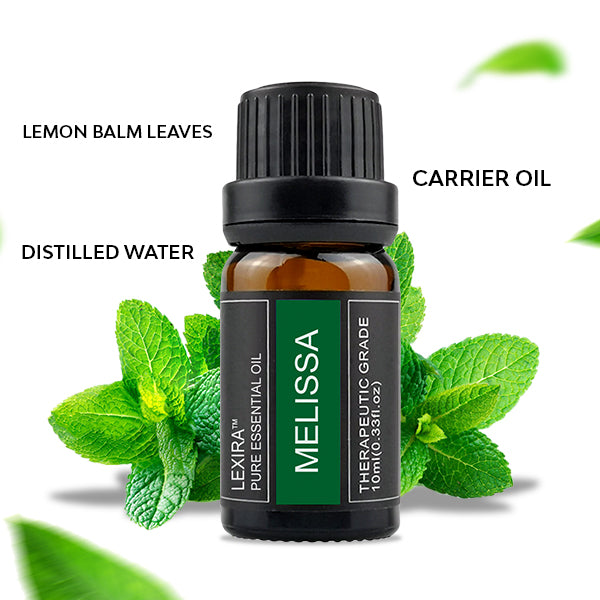 LEMON BALM LEAVES
CARRIER OIL
DISTILLED WATER
LEXIRA™
PURE ESSENTIAL OIL
MELISSA
THERAPEUTIC GRADE
10ml(0.33fl.oz)